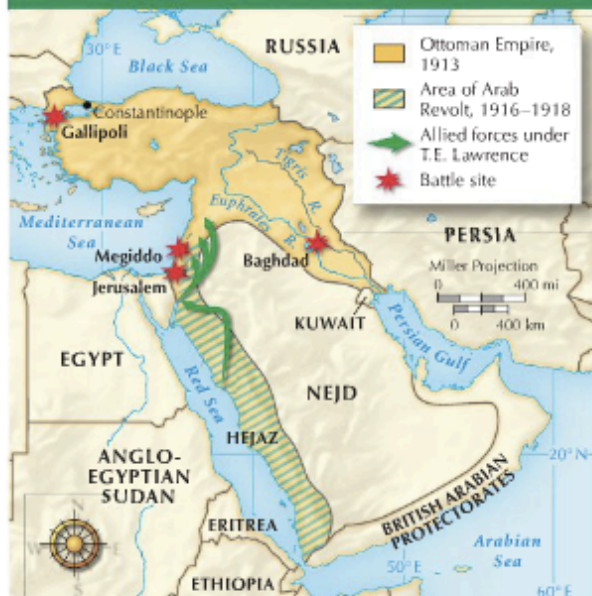 30°E
RUSSIA
Black Sea
Constantinople
Gallipoli
Ottoman Empire,
1913
Area of Arab
Revolt, 1916–1918
Allied forces under
T.E. Lawrence
Battle site
Tigris R.
Euphrates R.
Mediterranean
Sea
Megiddo
Jerusalem
Baghdad
PERSIA
Miller Projection
0 400 mi
0 400 km
KUWAIT
Persian Gulf
EGYPT
Red Sea
NEJD
HEJAZ
ANGLO-
EGYPTIAN
SUDAN
20°N
BRITISH ARABIAN
PROTECTORATES
ERITREA
Arabian
Sea
ETHIOPIA
50°E
60°E
N
W
E